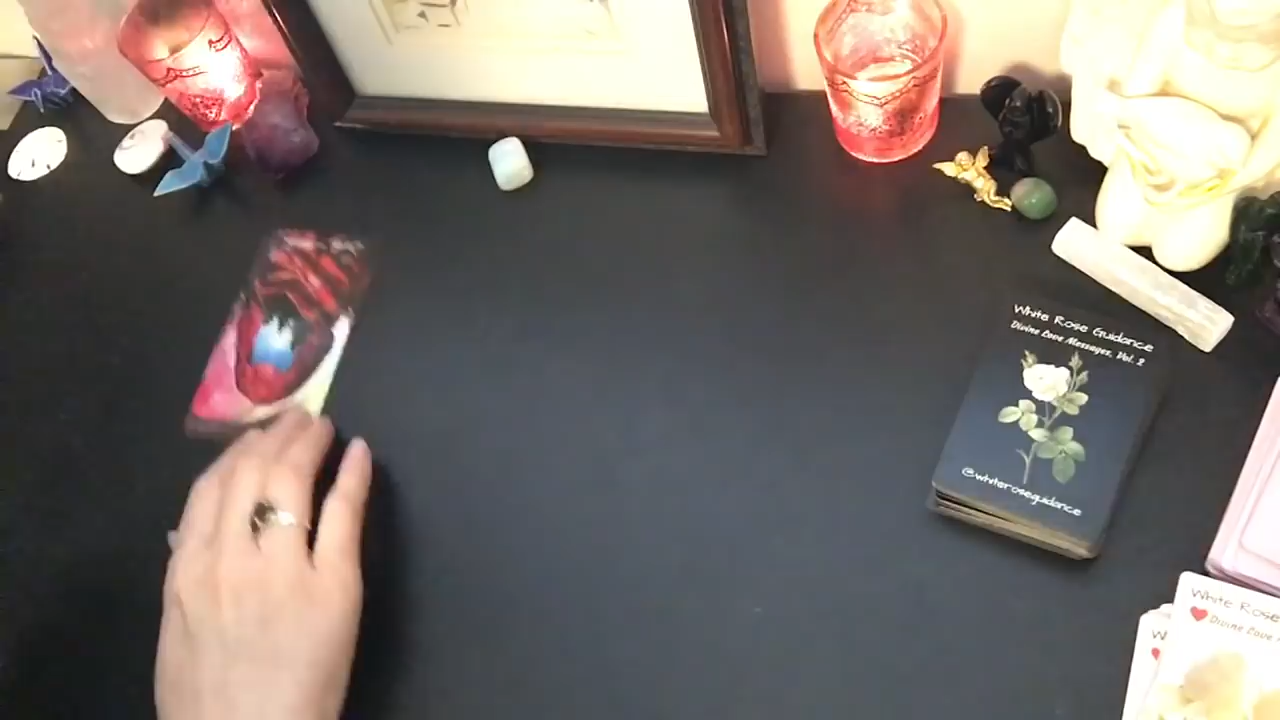 White Rose Guidance
Divine Love Messages, Vol. 2
@whiteroseguidance
White Rose
Divine Love
W